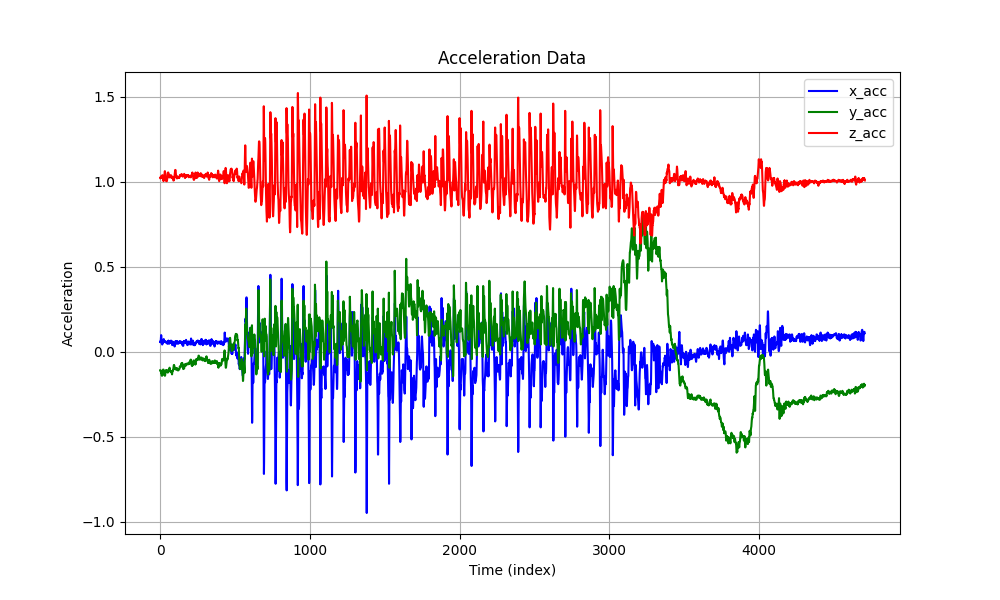 Acceleration Data
x_acc
y_acc
z_acc
1.5
1.0
0.5
0.0
−0.5
−1.0
Acceleration
0 1000 2000 3000 4000
Time (index)